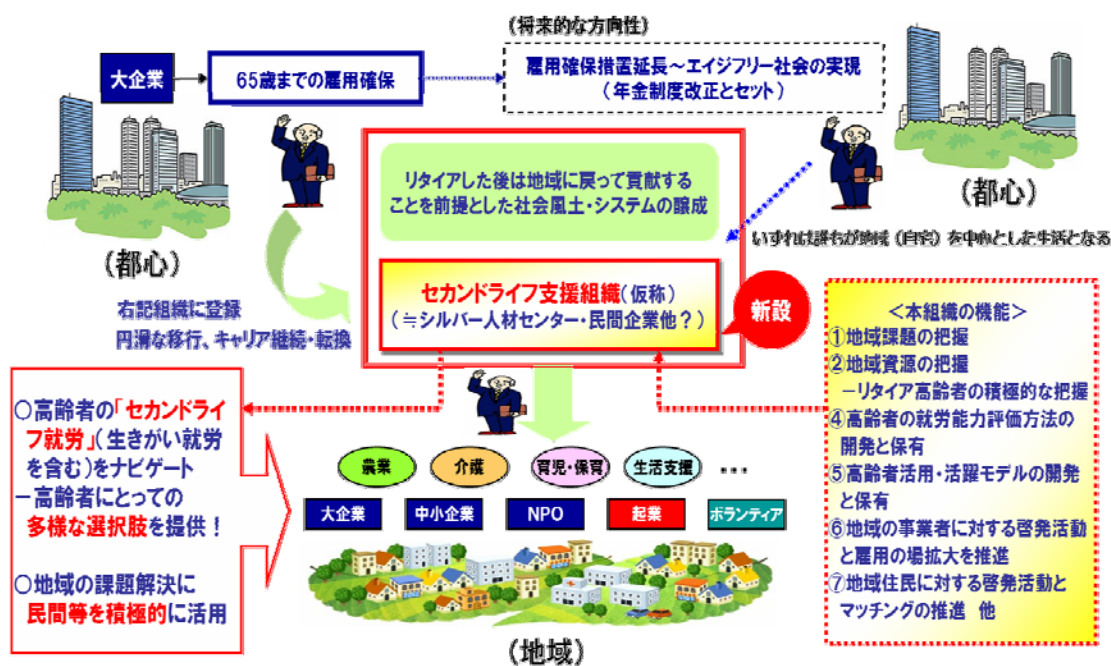 (将来的な方向性)
大企業
65歳までの雇用確保
雇用確保措置延長～エイジフリー社会の実現
(年金制度改正とセット)
(都心)
(都心)
リタイアした後は地域に戻って貢献する
ことを前提とした社会風土・システムの醸成
いずれは誰もが地域(自宅)を中心とした生活となる
右記組織に登録
円滑な移行、キャリア継続・転換
セカンドライフ支援組織(仮称)
(≒シルバー人材センター・民間企業他?)
新設
<本組織の機能>
①地域課題の把握
②地域資源の把握
－リタイア高齢者の積極的な把握
④高齢者の就労能力評価方法の
開発と保有
⑤高齢者活用・活躍モデルの開発
と保有
⑥地域の事業者に対する啓発活動
と雇用の場拡大を推進
⑦地域住民に対する啓発活動と
マッチングの推進 他
○高齢者の「セカンドライ
フ就労」(生きがい就労
を含む)をナビゲート
－高齢者にとっての
多様な選択肢を提供!
○地域の課題解決に
民間等を積極的に活用
農業
介護
育児・保育
生活支援
・・・
大企業
中小企業
NPO
起業
ボランティア
(地域)